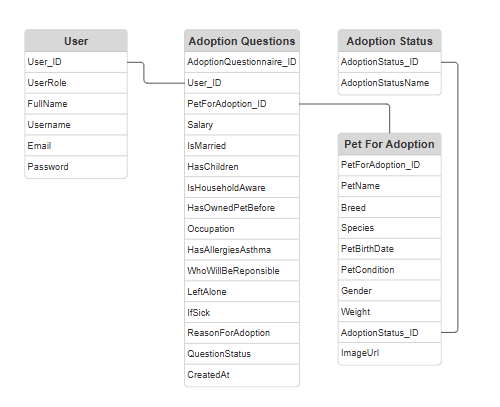 User
User_ID
UserRole
FullName
Username
Email
Password
Adoption Questions
AdoptionQuestionnaire_ID
User_ID
PetForAdoption_ID
Salary
IsMarried
HasChildren
IsHouseholdAware
HasOwnedPetBefore
Occupation
HasAllergiesAsthma
WhoWillBeReponsible
LeftAlone
IfSick
ReasonForAdoption
QuestionStatus
CreatedAt
Adoption Status
AdoptionStatus_ID
AdoptionStatusName
Pet For Adoption
PetForAdoption_ID
PetName
Breed
Species
PetBirthDate
PetCondition
Gender
Weight
AdoptionStatus_ID
ImageUrl